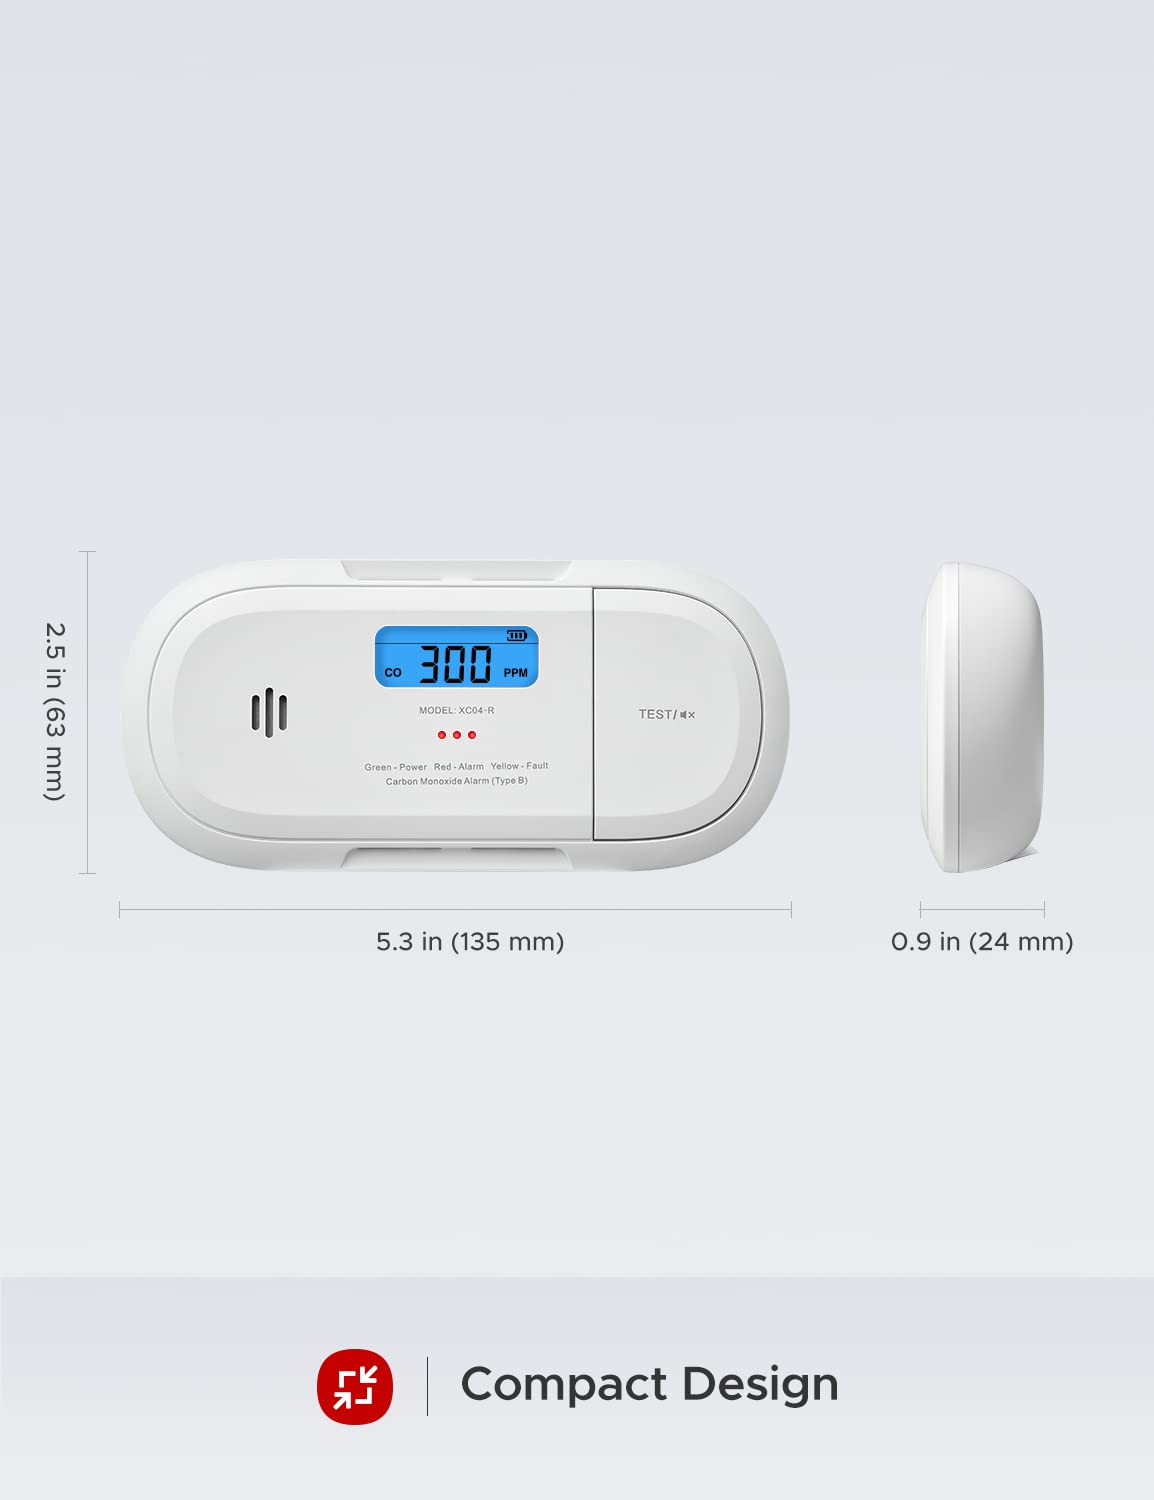 CO 300 PPM
MODEL: XC04-R
Green - Power Red - Alarm Yellow - Fault
Carbon Monoxide Alarm (Type B)
TEST/
2.5 in (63 mm)
5.3 in (135 mm)
0.9 in (24 mm)
Compact Design